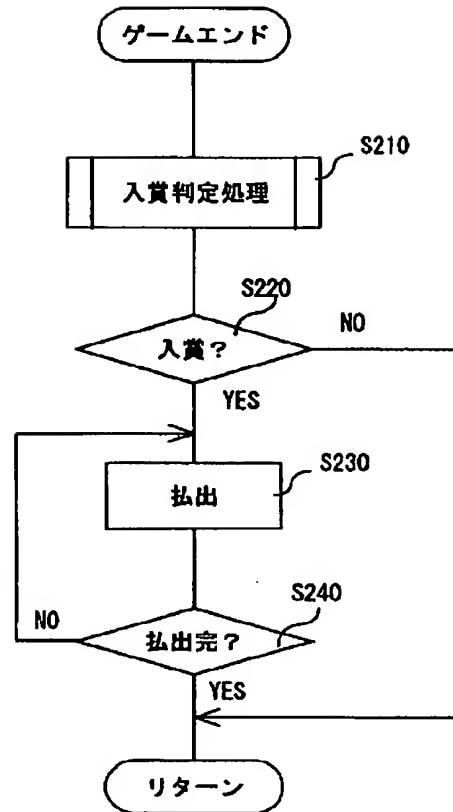 ゲームエンド
S210
入賞判定処理
S220
NO
入賞？
YES
S230
払出
S240
NO
払出完？
YES
リターン